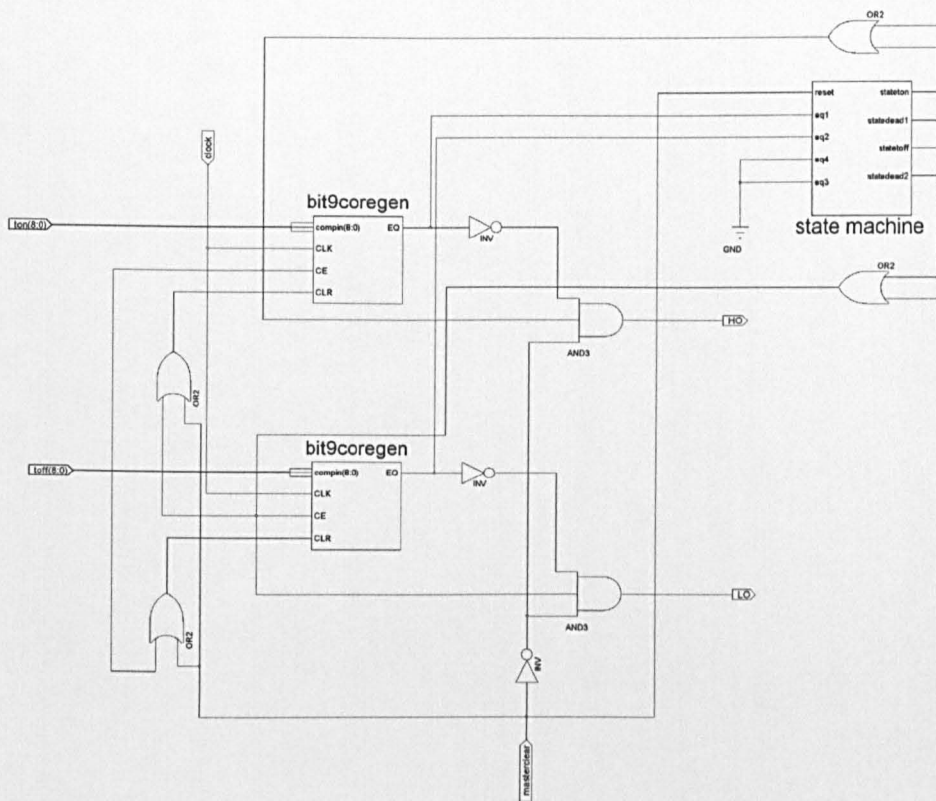 OR2
reset
stateton
eq1
statedead1
eq2
statetoff
eq4
statedead2
eq3
state machine
GND
clock
bit9coregen
ton(8:0)
compin(8:0)
EQ
CLK
CE
CLR
INV
OR2
AND3
HO
OR2
bit9coregen
toff(8:0)
compin(8:0)
EQ
CLK
CE
CLR
INV
AND3
LO
OR2
INV
masterclear